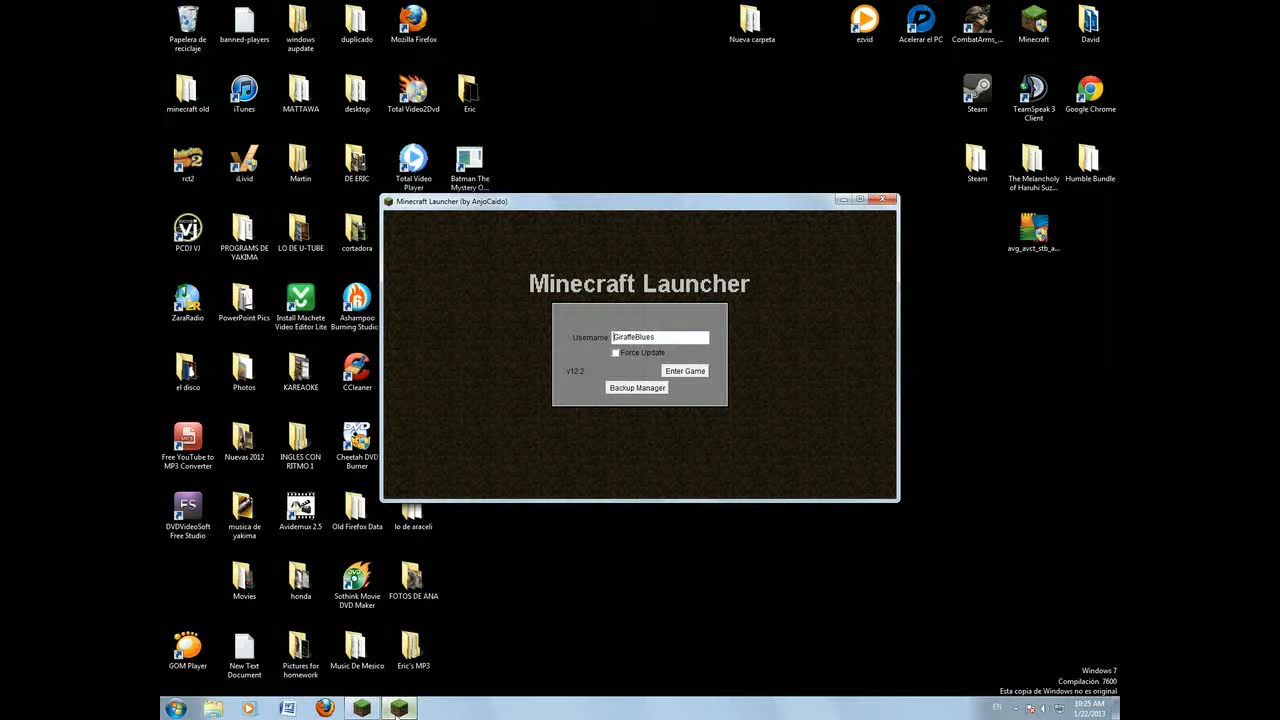 Papelera de
reciclaje
banned-players
windows
aupdate
duplicado
Mozilla Firefox
Nueva carpeta
ezvid
Acelerar el PC
CombatArms_...
Minecraft
David
minecraft old
iTunes
MATTAWA
desktop
Total Video2Dvd
Eric
Steam
TeamSpeak 3
Client
Google Chrome
rct2
iLivid
Martin
DE ERIC
Total Video
Player
Batman The
Mystery O...
Steam
The Melancholy
of Haruhi Suz...
Humble Bundle
Minecraft Launcher (by AnjoCaido)
PCDJ VJ
PROGRAMS DE
YAKIMA
LO DE U-TUBE
cortadora
avg_avct_stb_a...
Minecraft Launcher
Username:
GiraffeBlues
Force Update
v12.2
Enter Game
Backup Manager
ZaraRadio
PowerPoint Pics
Install Machete
Video Editor Lite
Ashampoo
Burning Studio
el disco
Photos
KAREAOKE
CCleaner
Free YouTube to
MP3 Converter
Nuevas 2012
INGLES CON
RITMO 1
Cheetah DVD
Burner
DVDVideoSoft
Free Studio
musica de
yakima
Avidemux 2.5
Old Firefox Data
lo de araceli
Movies
honda
Sothink Movie
DVD Maker
FOTOS DE ANA
GOM Player
New Text
Document
Pictures for
homework
Music De Mexico
Eric's MP3
Windows 7
Compilación 7600
Esta copia de Windows no es original
EN
10:25 AM
1/22/2013